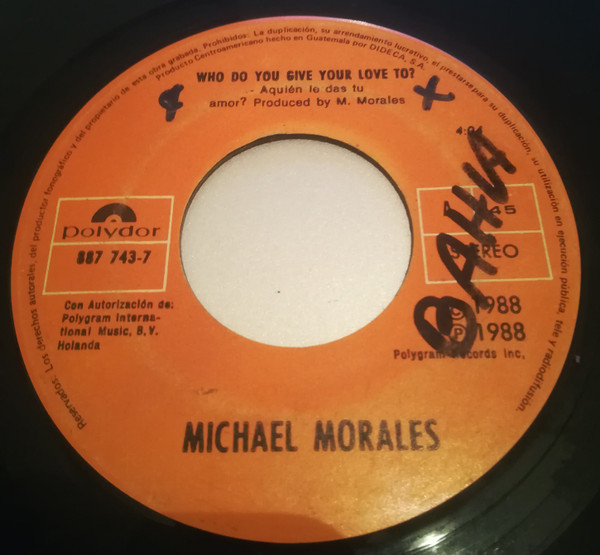 Reservados. Los derechos autorales, del productor fonográfico y del propietario de esta obra grabada. Prohibidos: La duplicación, su arrendamiento lucrativo, el prestarse para su duplicación, su utilización en ejecución pública, tele y radiodifusión.
Producto Centroamericano hecho en Guatemala por DIDECA, S.A.
WHO DO YOU GIVE YOUR LOVE TO?
- Aquién le das tu
amor? Produced by M. Morales
4:04
BAHIA
polydor
45
887 743-7
STEREO
Con Autorización de:
Polygram Interna-
tional Music, B.V.
Holanda
© 1988
℗ 1988
Polygram Records Inc,
MICHAEL MORALES